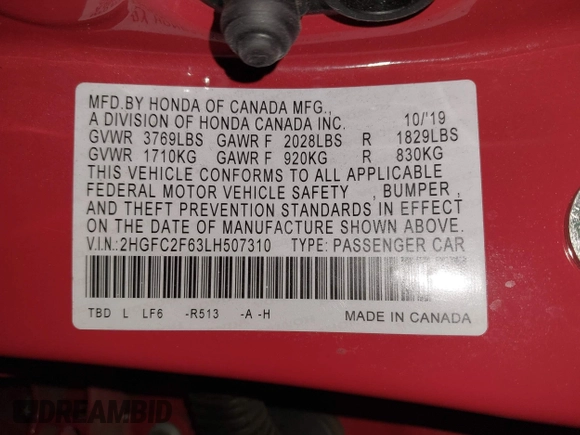 MFD.BY HONDA OF CANADA MFG.,
A DIVISION OF HONDA CANADA INC. 10/'19
GVWR 3769LBS GAWR F 2028LBS R 1829LBS
GVWR 1710KG GAWR F 920KG R 830KG
THIS VEHICLE CONFORMS TO ALL APPLICABLE
FEDERAL MOTOR VEHICLE SAFETY , BUMPER ,
AND THEFT PREVENTION STANDARDS IN EFFECT
ON THE DATE OF MANUFACTURE SHOWN ABOVE.
V.I.N.:2HGFC2F63LH507310 TYPE: PASSENGER CAR
TBD L LF6 -R513 -A -H MADE IN CANADA
DREAMBID